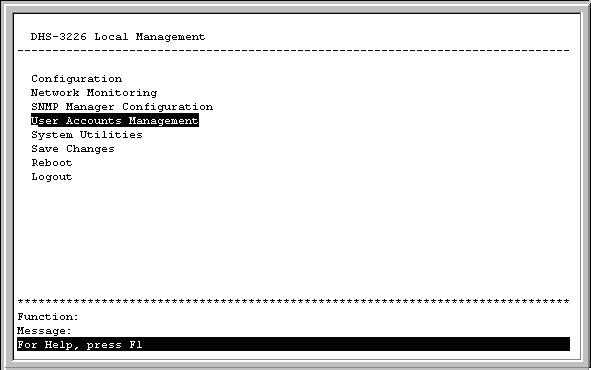 DHS-3226 Local Management
-------------------------------------------------------------------------------
Configuration
Network Monitoring
SNMP Manager Configuration
User Accounts Management
System Utilities
Save Changes
Reboot
Logout
*******************************************************************************
Function:
Message:
For Help, press F1